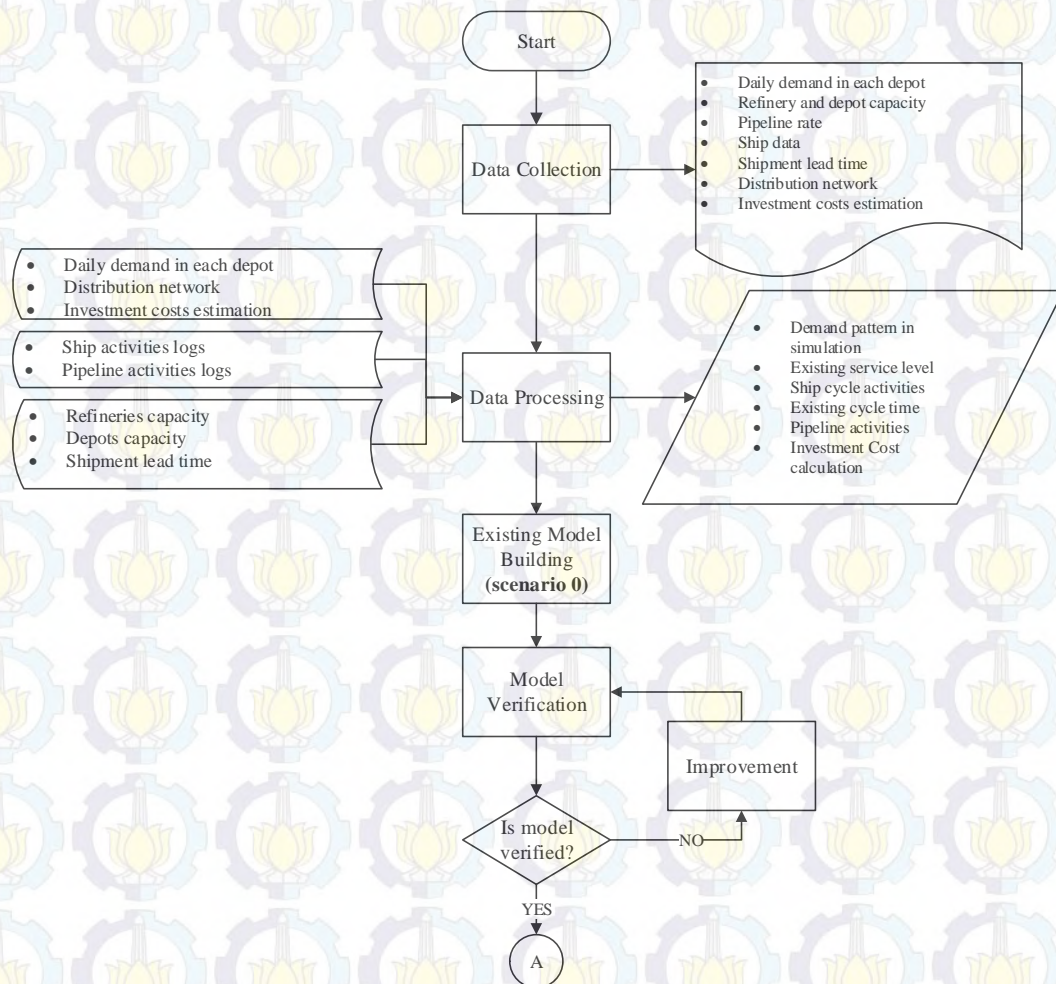 Start
Data Collection
Daily demand in each depot
Refinery and depot capacity
Pipeline rate
Ship data
Shipment lead time
Distribution network
Investment costs estimation
Daily demand in each depot
Distribution network
Investment costs estimation
Ship activities logs
Pipeline activities logs
Refineries capacity
Depots capacity
Shipment lead time
Data Processing
Demand pattern in
simulation
Existing service level
Ship cycle activities
Existing cycle time
Pipeline activities
Investment Cost
calculation
Existing Model
Building
(scenario 0)
Model
Verification
Improvement
Is model
verified?
NO
YES
A